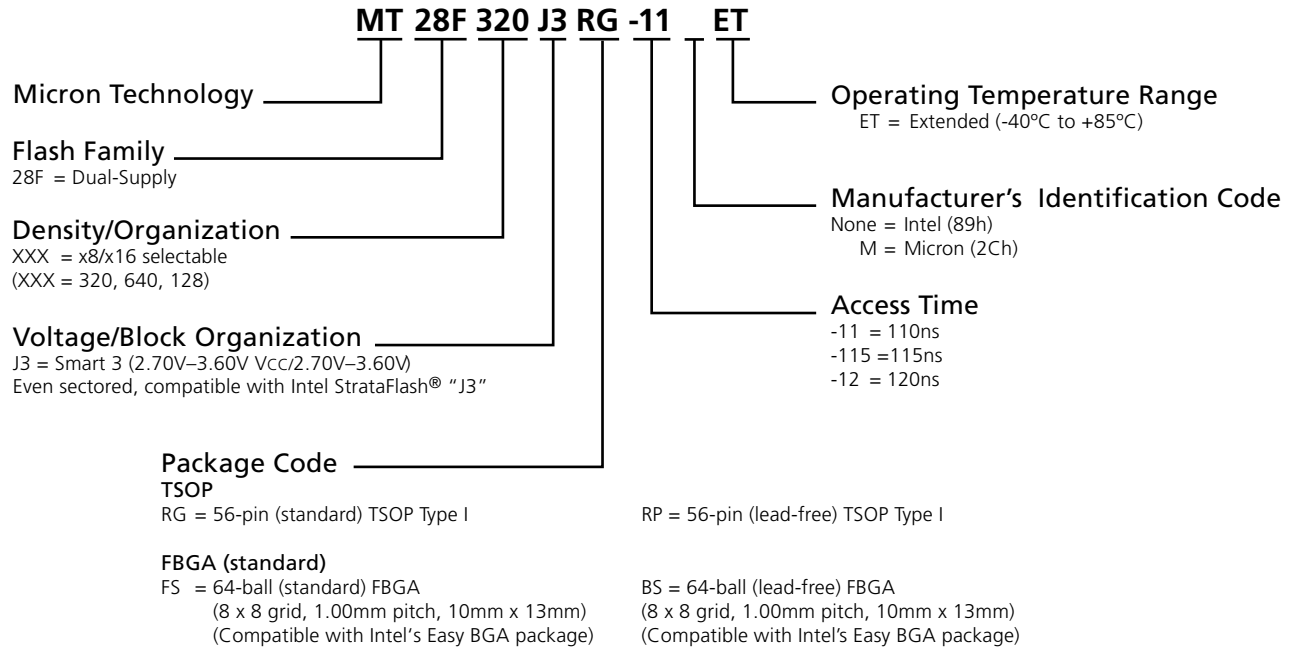 MT 28F 320 J3 RG -11 _ ET
Micron Technology
Flash Family
28F = Dual-Supply
Density/Organization
XXX = x8/x16 selectable
(XXX = 320, 640, 128)
Voltage/Block Organization
J3 = Smart 3 (2.70V–3.60V VCC/2.70V–3.60V)
Even sectored, compatible with Intel StrataFlash® “J3”
Operating Temperature Range
ET = Extended (-40ºC to +85ºC)
Manufacturer’s Identification Code
None = Intel (89h)
M = Micron (2Ch)
Access Time
-11 = 110ns
-115 =115ns
-12 = 120ns
Package Code
TSOP
RG = 56-pin (standard) TSOP Type I
RP = 56-pin (lead-free) TSOP Type I
FBGA (standard)
FS = 64-ball (standard) FBGA
(8 x 8 grid, 1.00mm pitch, 10mm x 13mm)
(Compatible with Intel‘s Easy BGA package)
BS = 64-ball (lead-free) FBGA
(8 x 8 grid, 1.00mm pitch, 10mm x 13mm)
(Compatible with Intel’s Easy BGA package)